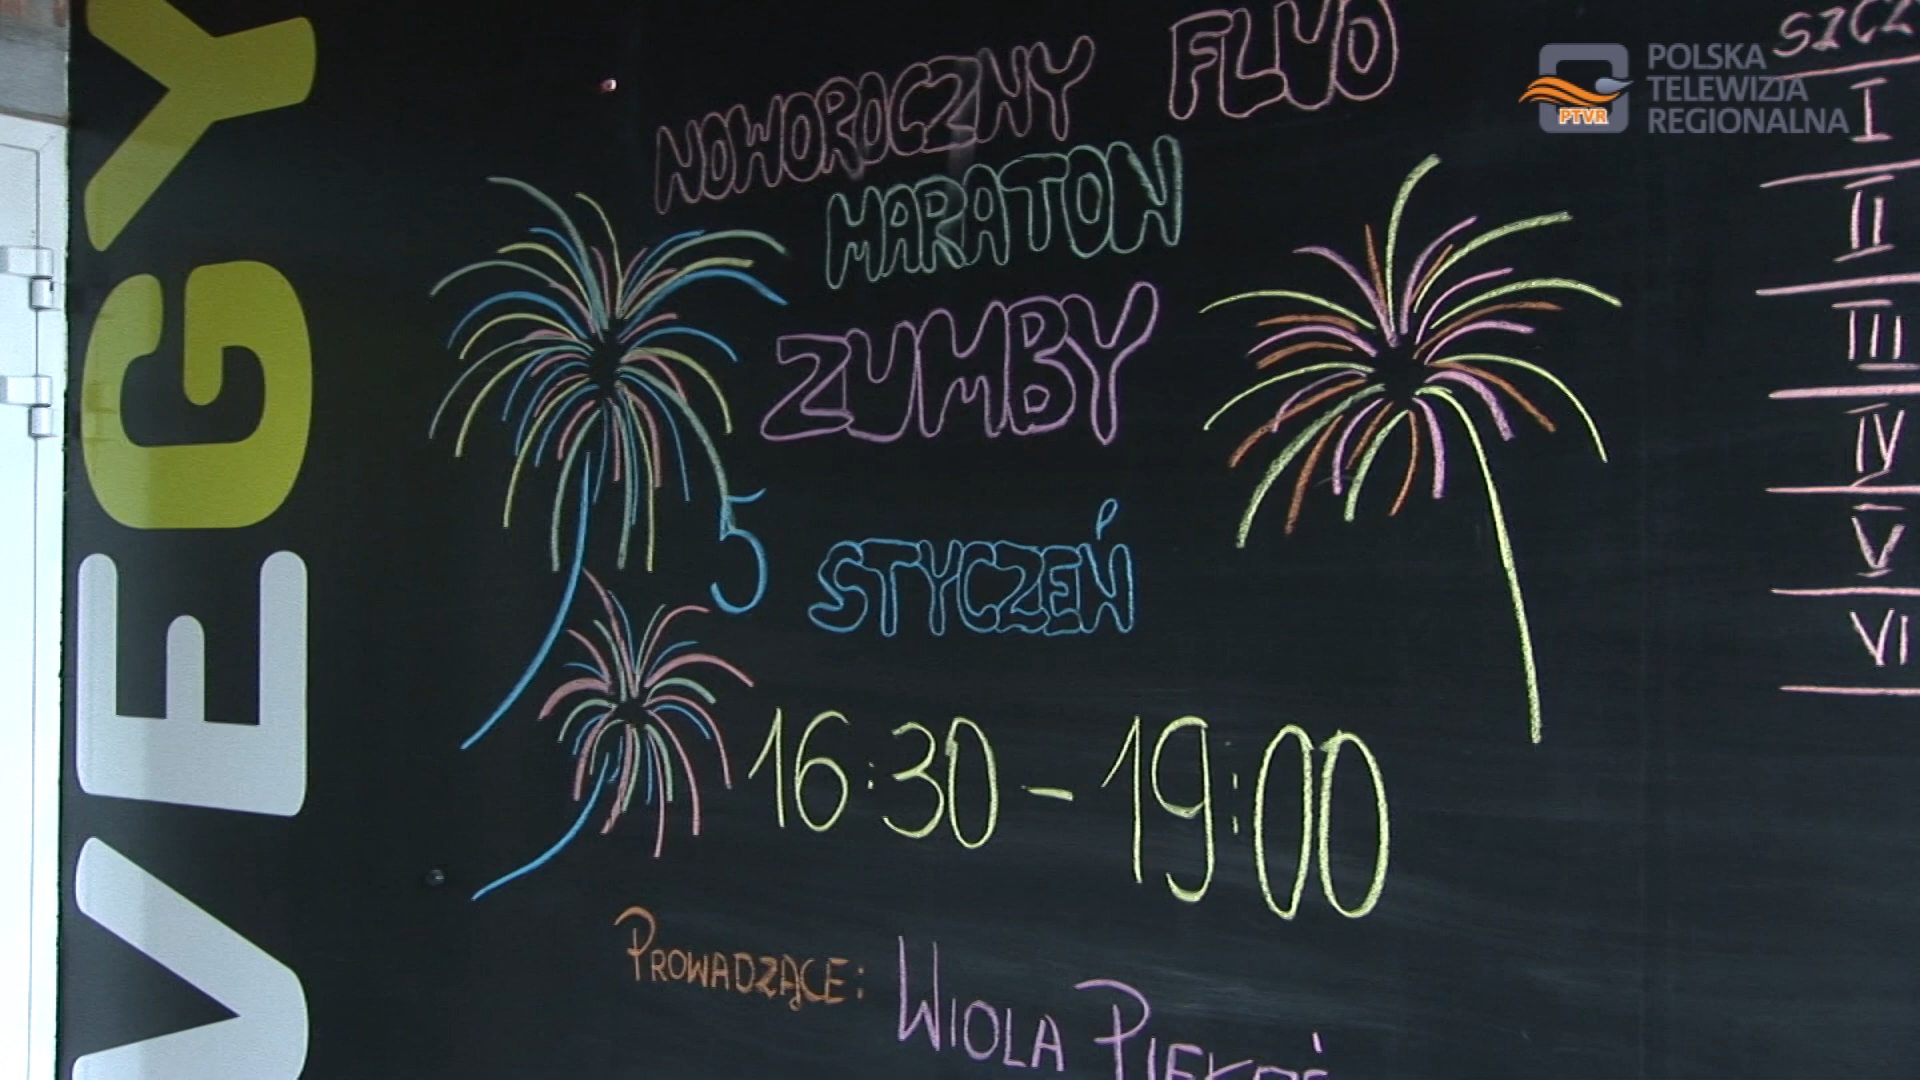 NOWOROCZNY FLUO
MARATON
ZUMBY
5 STYCZEŃ
16:30 - 19:00
PROWADZĄCE: WIOLA
POLSKA
TELEWIZJA
REGIONALNA
PTVR
I
II
III
IV
V
VI
VEGY